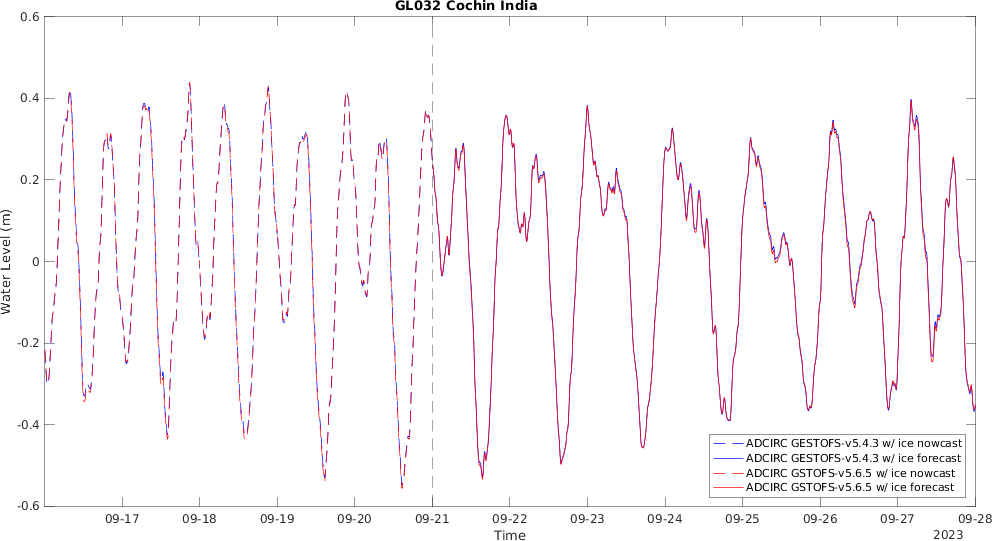 GL032 Cochin India
0.6
0.4
0.2
0
-0.2
-0.4
-0.6
Water Level (m)
ADCIRC GESTOFS-v5.4.3 w/ ice nowcast
ADCIRC GESTOFS-v5.4.3 w/ ice forecast
ADCIRC GSTOFS-v5.6.5 w/ ice nowcast
ADCIRC GSTOFS-v5.6.5 w/ ice forecast
09-17 09-18 09-19 09-20 09-21 09-22 09-23 09-24 09-25 09-26 09-27 09-28
Time 2023